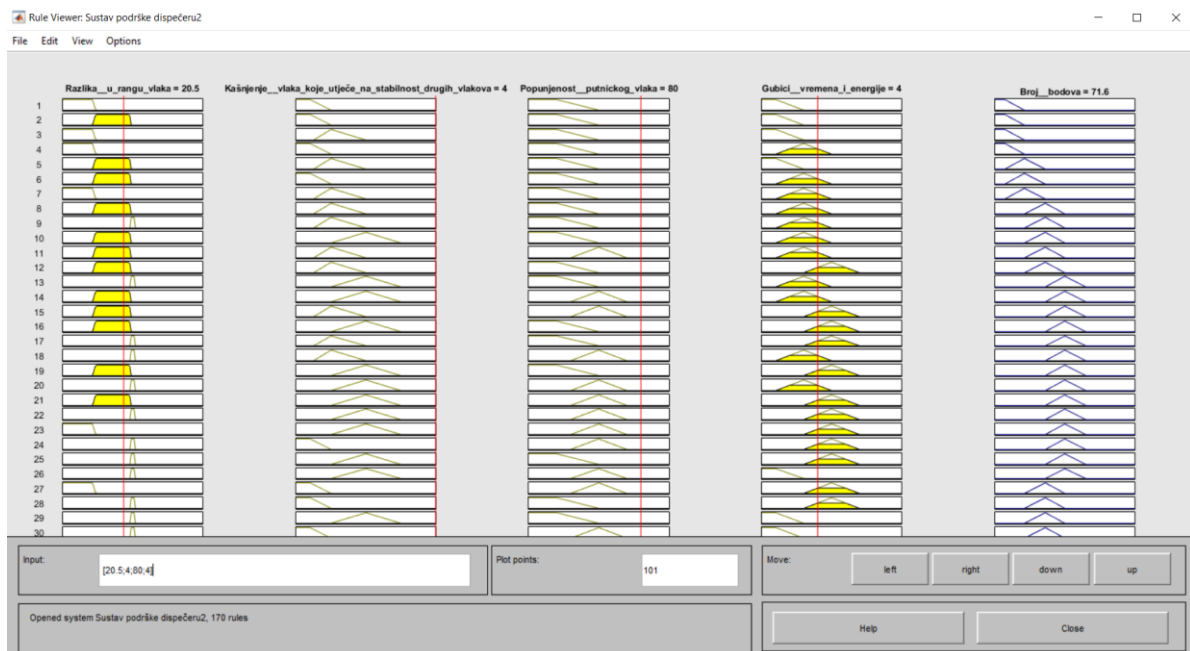 Rule Viewer: Sustav podrške dispečeru2
File Edit View Options
Razlika__u_rangu_vlaka = 20.5
Kašnjenje__vlaka_koje_utječe_na_stabilnost_drugih_vlakova = 4
Popunjenost__putnickog_vlaka = 80
Gubici__vremena_i_energije = 4
Broj__bodova = 71.6
1
2
3
4
5
6
7
8
9
10
11
12
13
14
15
16
17
18
19
20
21
22
23
24
25
26
27
28
29
30
Input:
[20.5;4;80;4]
Plot points:
101
Move:
left
right
down
up
Opened system Sustav podrške dispečeru2, 170 rules
Help
Close